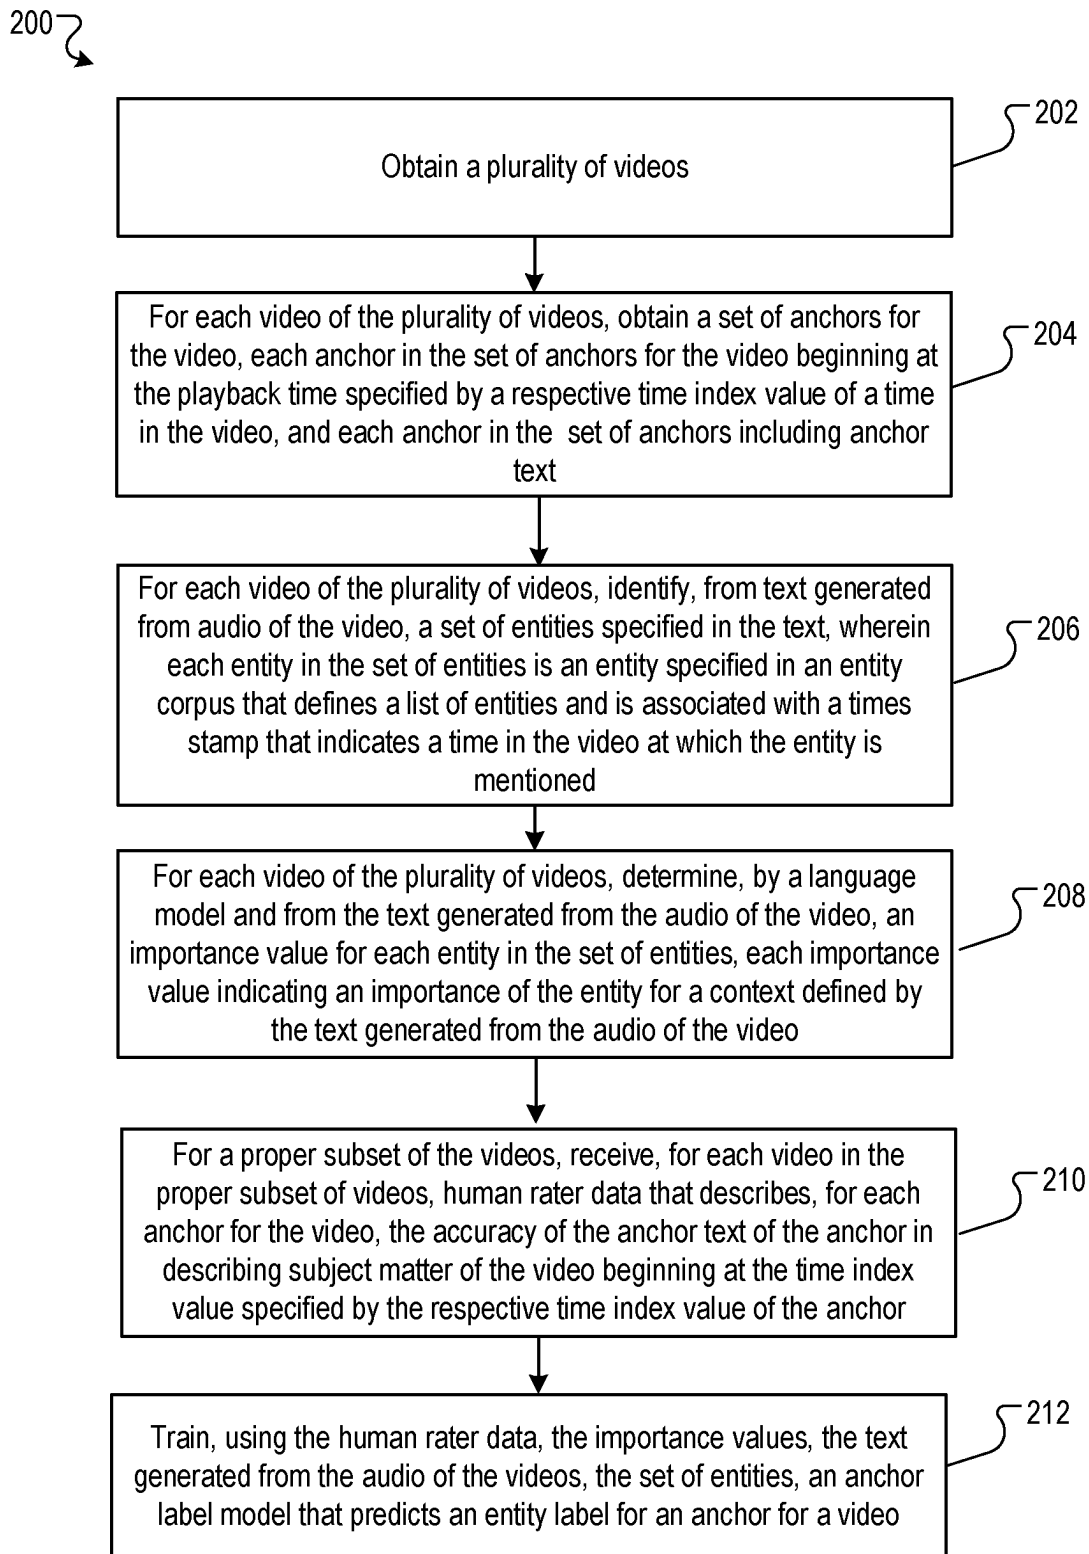 200
202
Obtain a plurality of videos
For each video of the plurality of videos, obtain a set of anchors for
the video, each anchor in the set of anchors for the video beginning at
the playback time specified by a respective time index value of a time
in the video, and each anchor in the set of anchors including anchor
text
204
For each video of the plurality of videos, identify, from text generated
from audio of the video, a set of entities specified in the text, wherein
each entity in the set of entities is an entity specified in an entity
corpus that defines a list of entities and is associated with a times
stamp that indicates a time in the video at which the entity is
mentioned
206
For each video of the plurality of videos, determine, by a language
model and from the text generated from the audio of the video, an
importance value for each entity in the set of entities, each importance
value indicating an importance of the entity for a context defined by
the text generated from the audio of the video
208
For a proper subset of the videos, receive, for each video in the
proper subset of videos, human rater data that describes, for each
anchor for the video, the accuracy of the anchor text of the anchor in
describing subject matter of the video beginning at the time index
value specified by the respective time index value of the anchor
210
Train, using the human rater data, the importance values, the text
generated from the audio of the videos, the set of entities, an anchor
label model that predicts an entity label for an anchor for a video
212